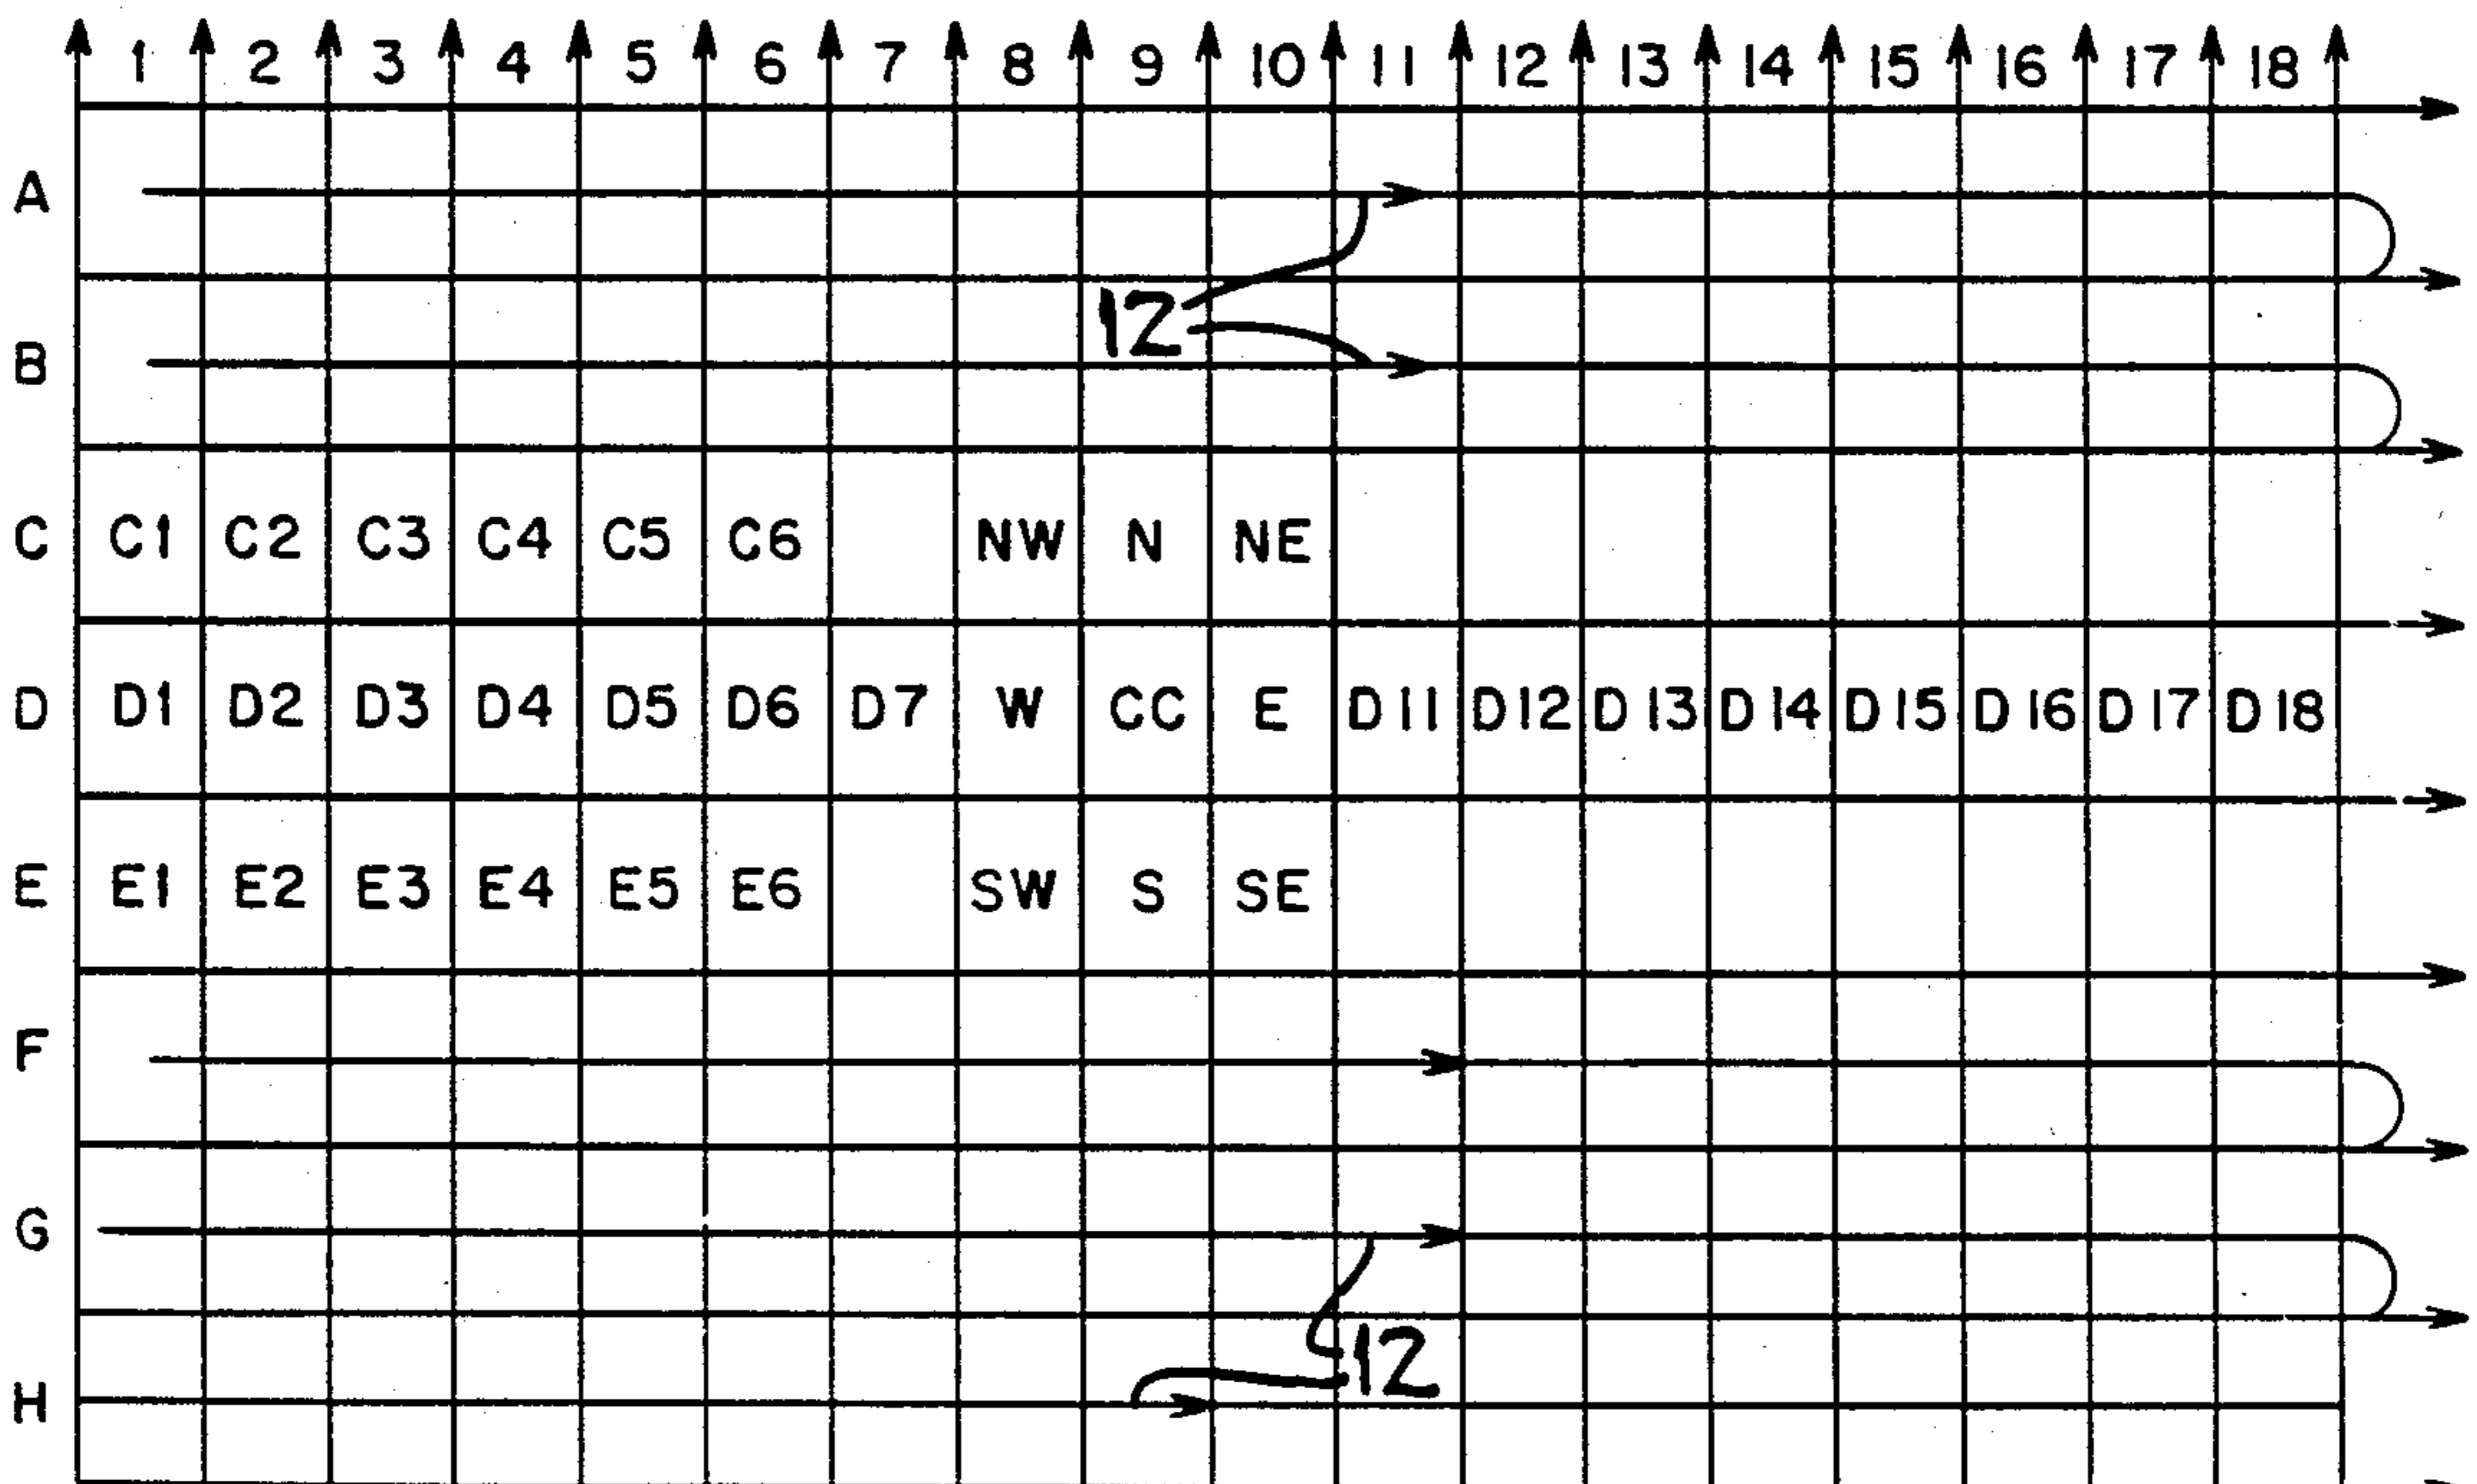 1 2 3 4 5 6 7 8 9 10 11 12 13 14 15 16 17 18
A
12
B
C C1 C2 C3 C4 C5 C6 NW N NE
D D1 D2 D3 D4 D5 D6 D7 W CC E D11 D12 D13 D14 D15 D16 D17 D18
E E1 E2 E3 E4 E5 E6 SW S SE
F
G
12
H